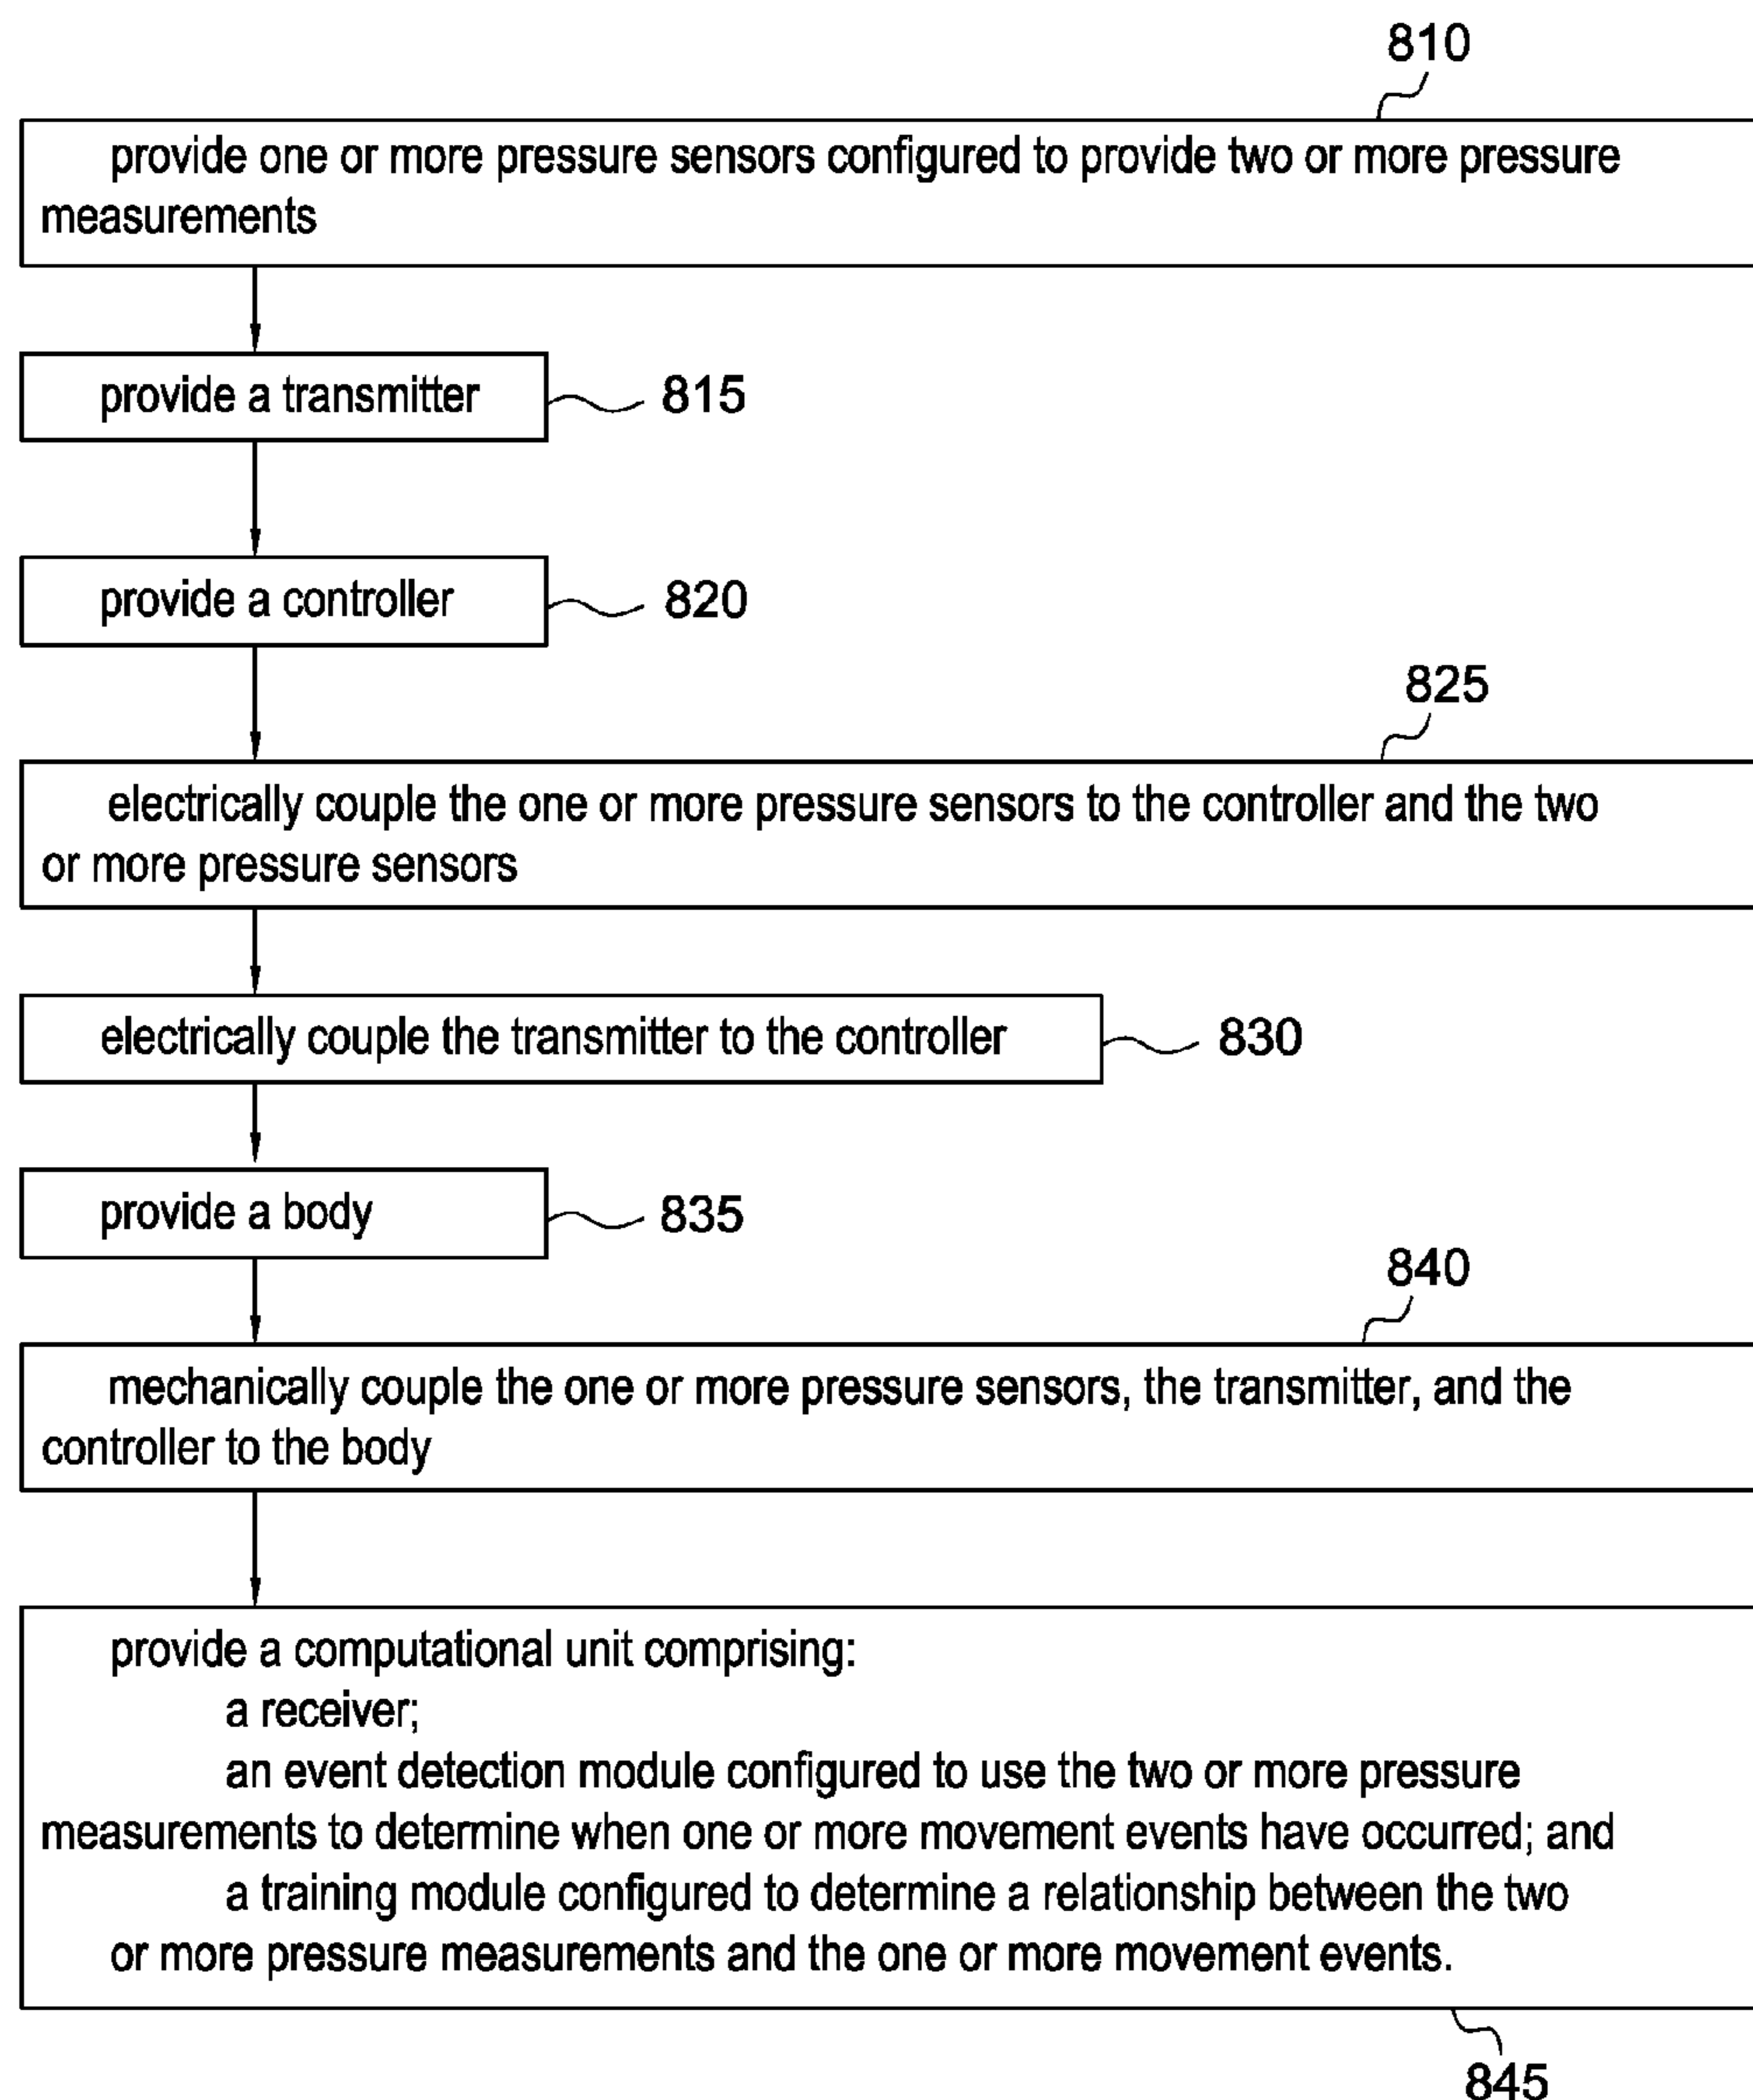 810
provide one or more pressure sensors configured to provide two or more pressure
measurements
provide a transmitter
815
provide a controller
820
825
electrically couple the one or more pressure sensors to the controller and the two
or more pressure sensors
electrically couple the transmitter to the controller
830
provide a body
835
840
mechanically couple the one or more pressure sensors, the transmitter, and the
controller to the body
provide a computational unit comprising:
a receiver;
an event detection module configured to use the two or more pressure
measurements to determine when one or more movement events have occurred; and
a training module configured to determine a relationship between the two
or more pressure measurements and the one or more movement events.
845